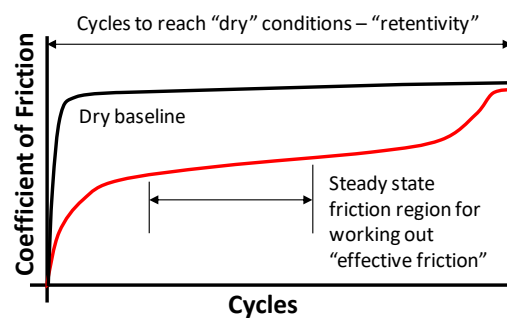 Cycles to reach “dry” conditions – “retentivity”
Coefficient of Friction
Dry baseline
Steady state
friction region for
working out
“effective friction”
Cycles